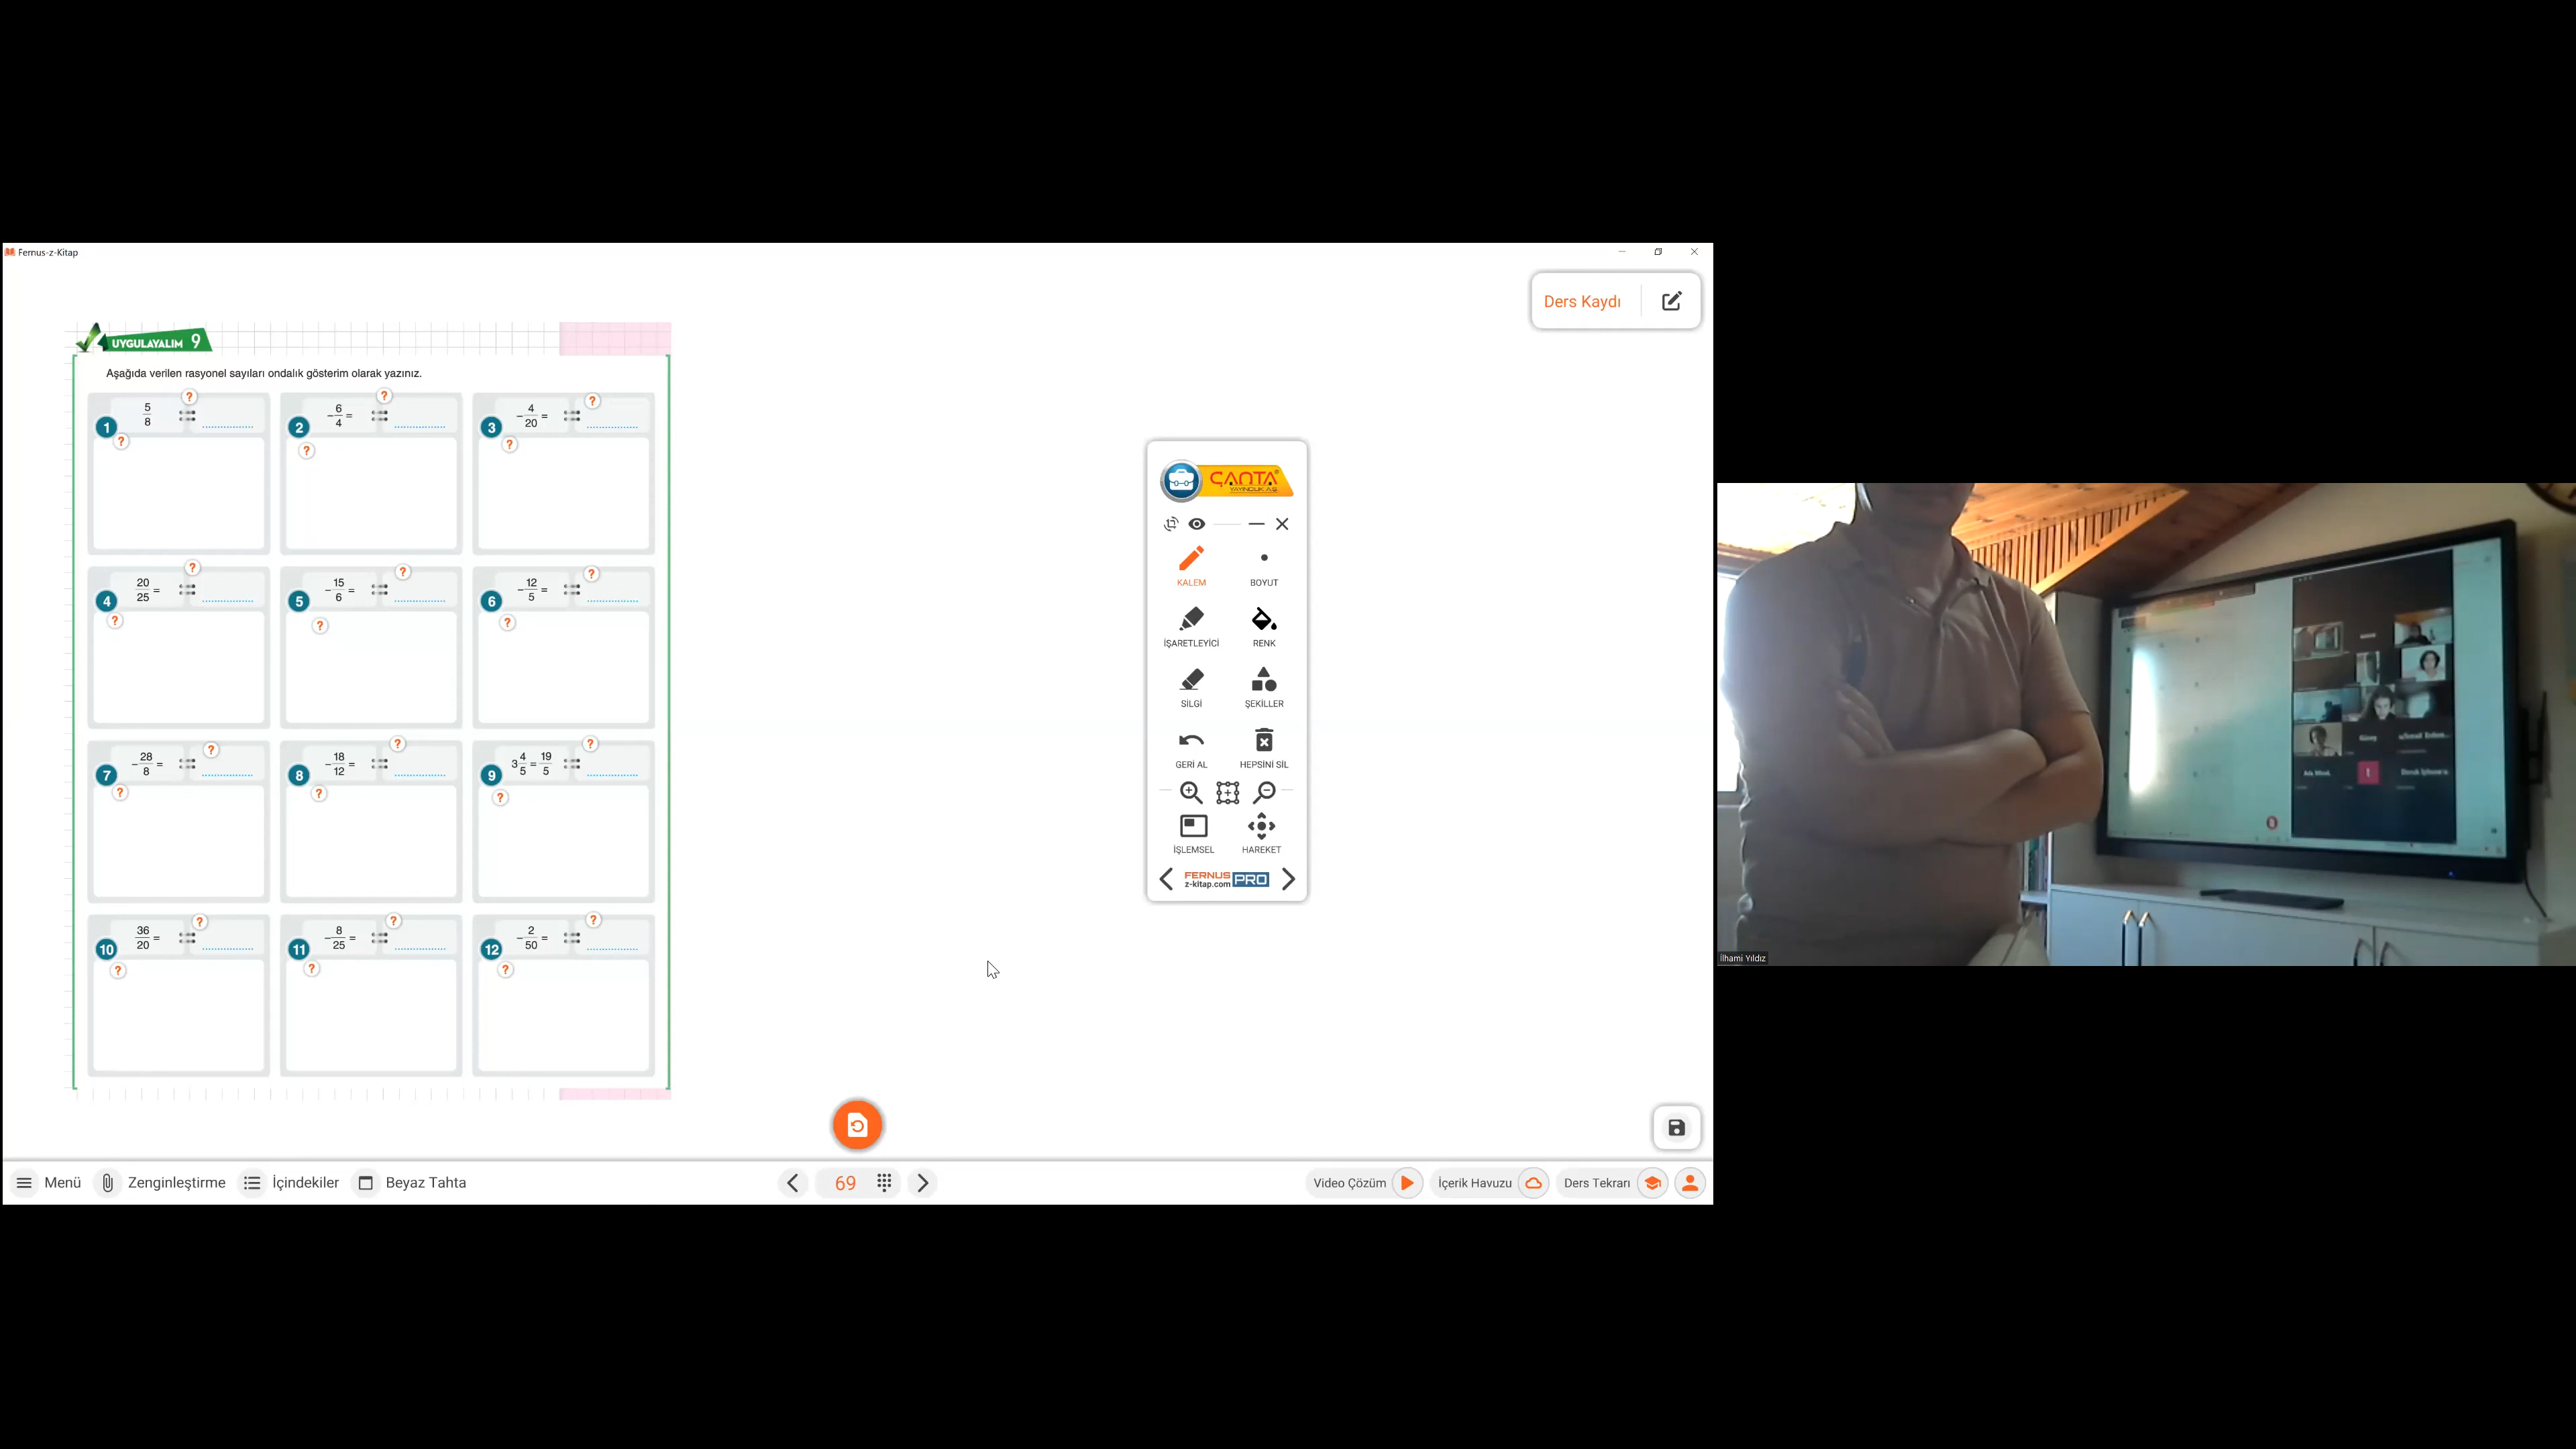 Fernus-z-Kitap
Ders Kaydı
UYGULAYALIM 9
Aşağıda verilen rasyonel sayıları ondalık gösterim olarak yazınız.
1 5/8 ? ...............
?
2 -6/4 = ? ...............
?
3 -4/20 = ? ...............
?
4 20/25 = ? ...............
?
5 -15/6 = ? ...............
?
6 -12/5 = ? ...............
?
7 -28/8 = ? ...............
?
8 -18/12 = ? ...............
?
9 3 4/5 = 19/5 ? ...............
?
10 36/20 = ? ...............
?
11 -8/25 = ? ...............
?
12 -2/50 = ? ...............
?
ÇANTA
YAYINCILIK A.Ş.
KALEM BOYUT
İŞARETLEYİCİ RENK
SİLGİ ŞEKİLLER
GERİ AL HEPSİNİ SİL
İŞLEMSEL HAREKET
FERNUS PRO
z-kitap.com
Menü Zenginleştirme İçindekiler Beyaz Tahta 69 Video Çözüm İçerik Havuzu Ders Tekrarı
İlhami Yıldız